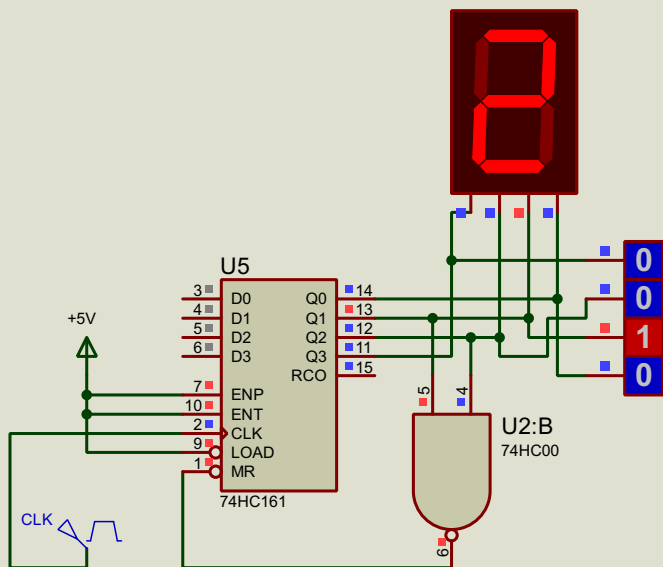 2
0
0
1
0
U5
3 D0 Q0 14
4 D1 Q1 13
5 D2 Q2 12
6 D3 Q3 11
RCO 15
7 ENP
10 ENT
2 CLK
9 LOAD
1 MR
74HC161
+5V
CLK
5
4
U2:B
74HC00
6